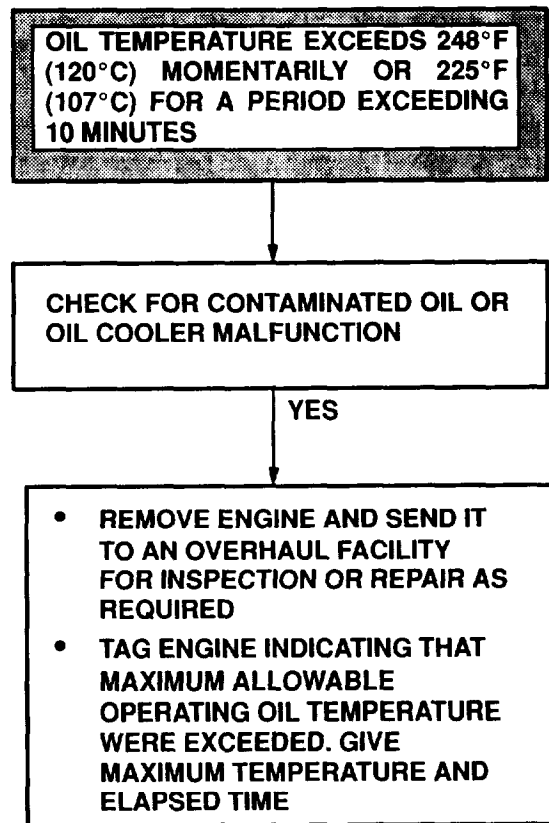 OIL TEMPERATURE EXCEEDS 248°F
(120°C) MOMENTARILY OR 225°F
(107°C) FOR A PERIOD EXCEEDING
10 MINUTES
CHECK FOR CONTAMINATED OIL OR
OIL COOLER MALFUNCTION
YES
• REMOVE ENGINE AND SEND IT
TO AN OVERHAUL FACILITY
FOR INSPECTION OR REPAIR AS
REQUIRED
• TAG ENGINE INDICATING THAT
MAXIMUM ALLOWABLE
OPERATING OIL TEMPERATURE
WERE EXCEEDED. GIVE
MAXIMUM TEMPERATURE AND
ELAPSED TIME